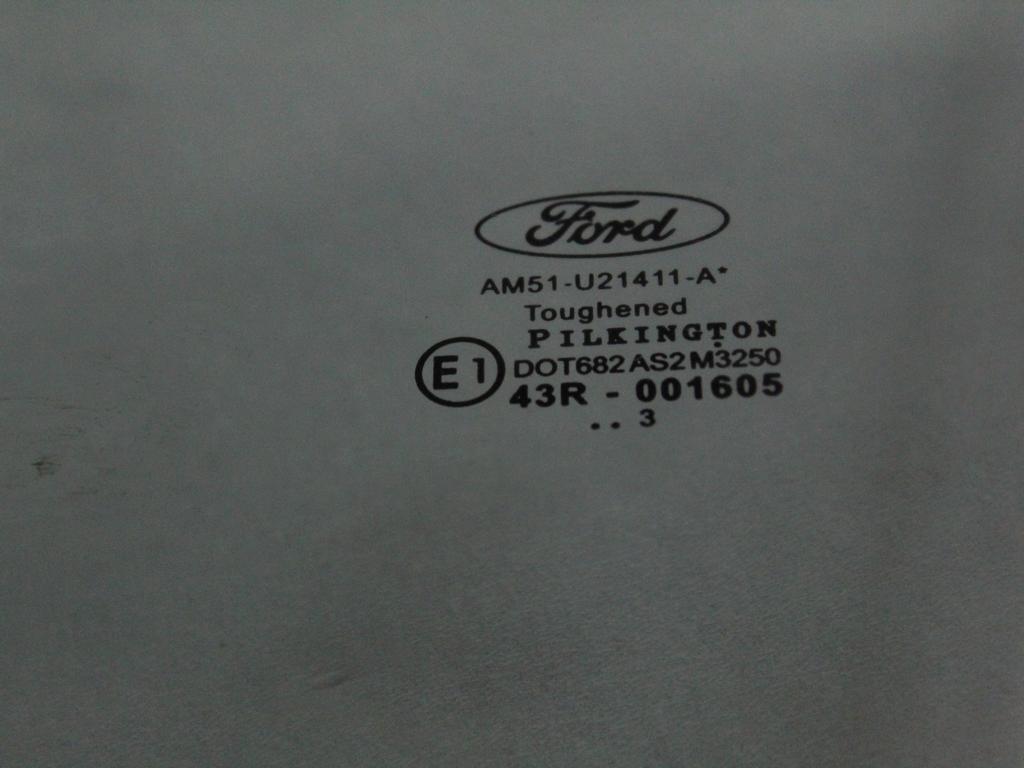 Ford
AM51-U21411-A*
Toughened
PILKINGTON
E1 DOT682 AS2 M3250
43R - 001605
.. 3